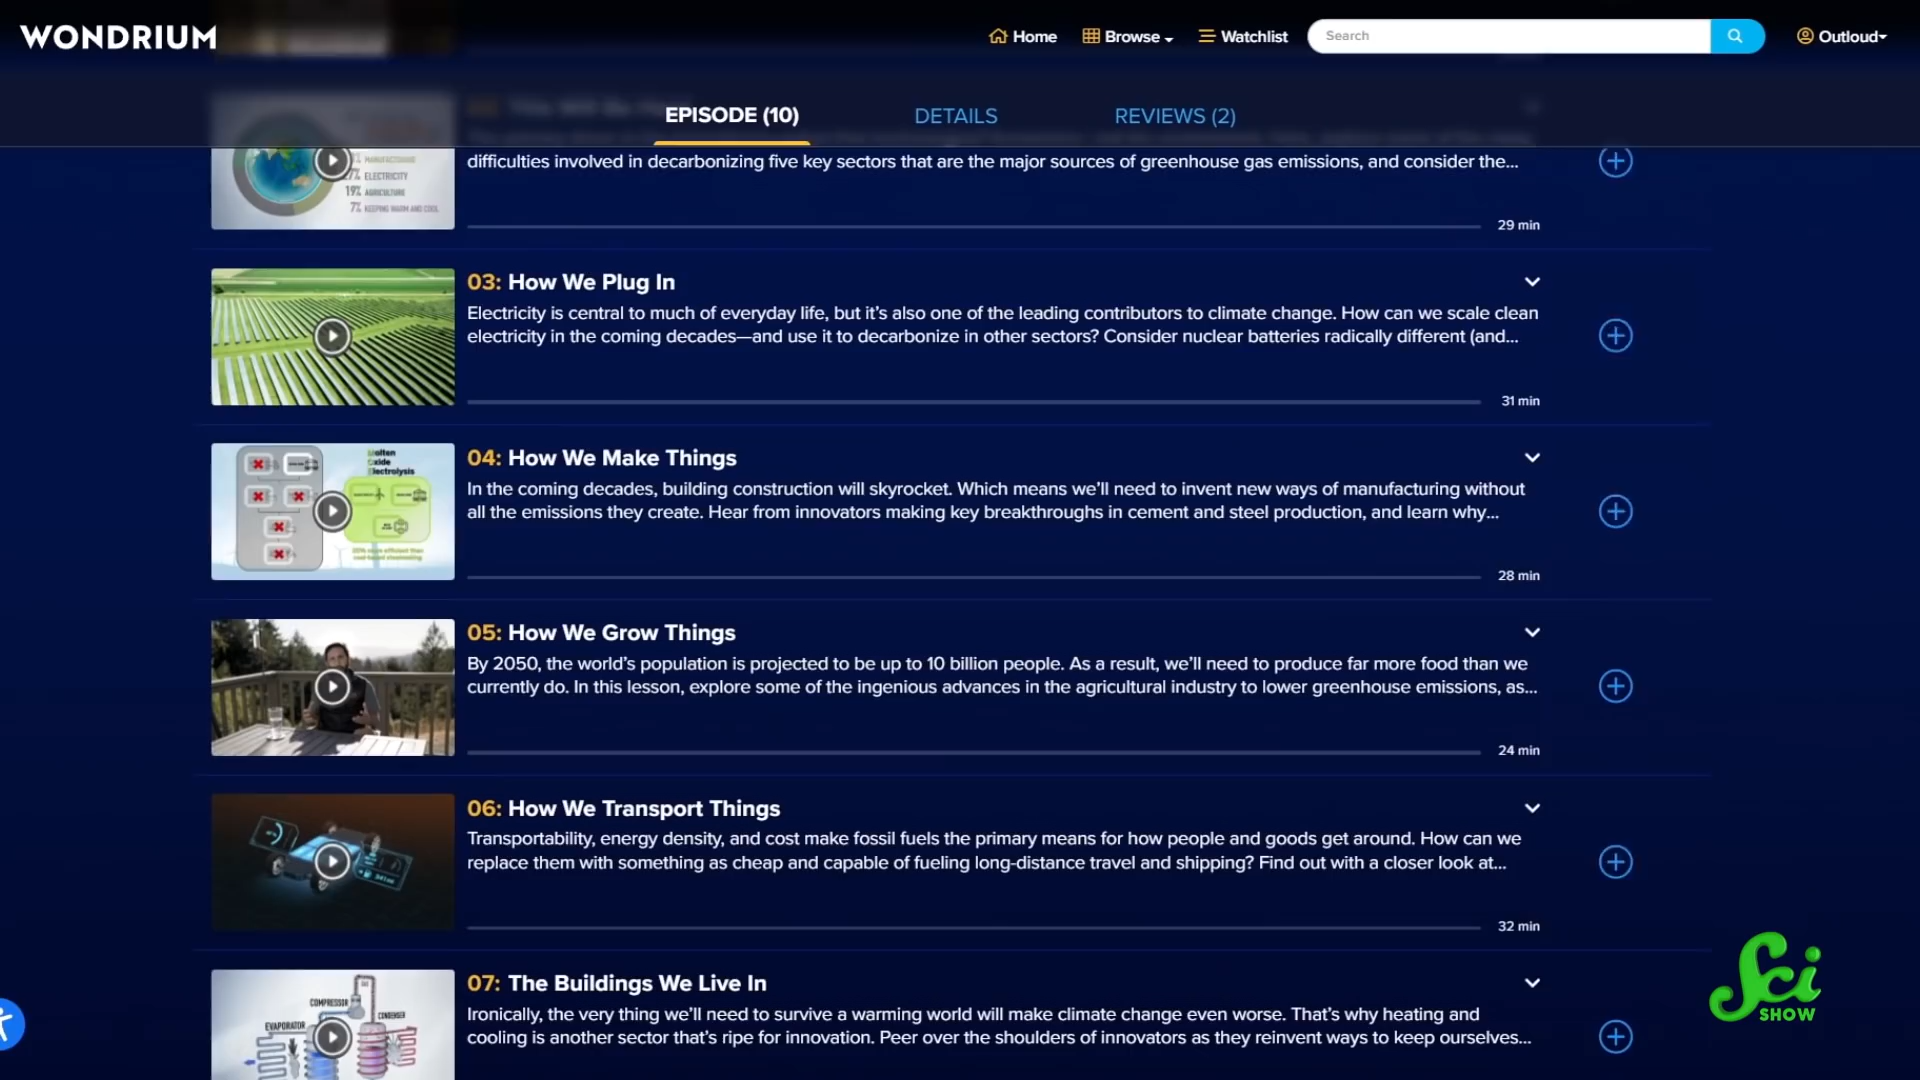 WONDRIUM
Home
Browse
Watchlist
Search
Outloud
EPISODE (10)
DETAILS
REVIEWS (2)
MANUFACTURING
ELECTRICITY
19% AGRICULTURE
7% KEEPING WARM AND COOL
difficulties involved in decarbonizing five key sectors that are the major sources of greenhouse gas emissions, and consider the...
29 min
03: How We Plug In
Electricity is central to much of everyday life, but it's also one of the leading contributors to climate change. How can we scale clean
electricity in the coming decades—and use it to decarbonize in other sectors? Consider nuclear batteries radically different (and...
31 min
Molten
Oxide
Electrolysis
04: How We Make Things
In the coming decades, building construction will skyrocket. Which means we'll need to invent new ways of manufacturing without
all the emissions they create. Hear from innovators making key breakthroughs in cement and steel production, and learn why...
28 min
05: How We Grow Things
By 2050, the world's population is projected to be up to 10 billion people. As a result, we'll need to produce far more food than we
currently do. In this lesson, explore some of the ingenious advances in the agricultural industry to lower greenhouse emissions, as...
24 min
06: How We Transport Things
Transportability, energy density, and cost make fossil fuels the primary means for how people and goods get around. How can we
replace them with something as cheap and capable of fueling long-distance travel and shipping? Find out with a closer look at...
32 min
COMPRESSOR
EVAPORATOR
CONDENSER
07: The Buildings We Live In
Ironically, the very thing we'll need to survive a warming world will make climate change even worse. That's why heating and
cooling is another sector that's ripe for innovation. Peer over the shoulders of innovators as they reinvent ways to keep ourselves...
Sci
SHOW